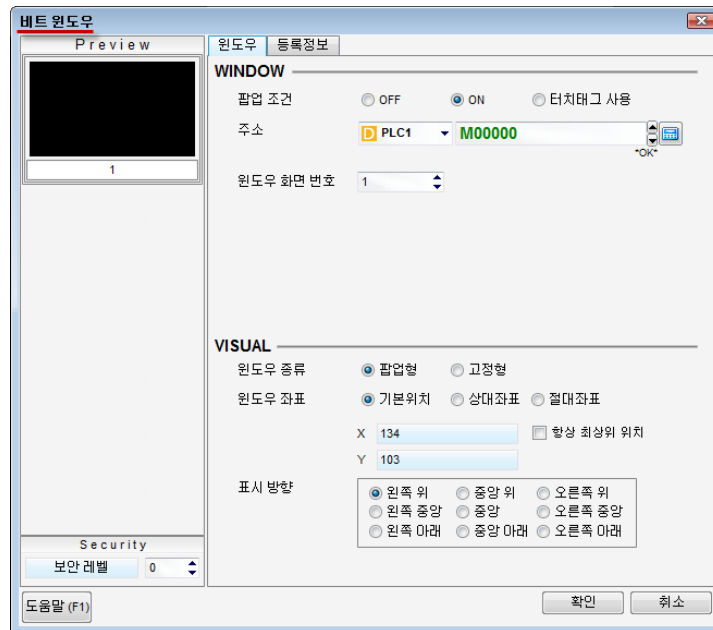 비트 윈도우
Preview
1
Security
보안 레벨 0
도움말 (F1)
윈도우 등록정보
WINDOW
팝업 조건 OFF ON 터치태그 사용
주소 D PLC1 M00000
*OK*
윈도우 화면 번호 1
VISUAL
윈도우 종류 팝업형 고정형
윈도우 좌표 기본위치 상대좌표 절대좌표
X 134 항상 최상위 위치
Y 103
표시 방향 왼쪽 위 중앙 위 오른쪽 위
왼쪽 중앙 중앙 오른쪽 중앙
왼쪽 아래 중앙 아래 오른쪽 아래
확인 취소